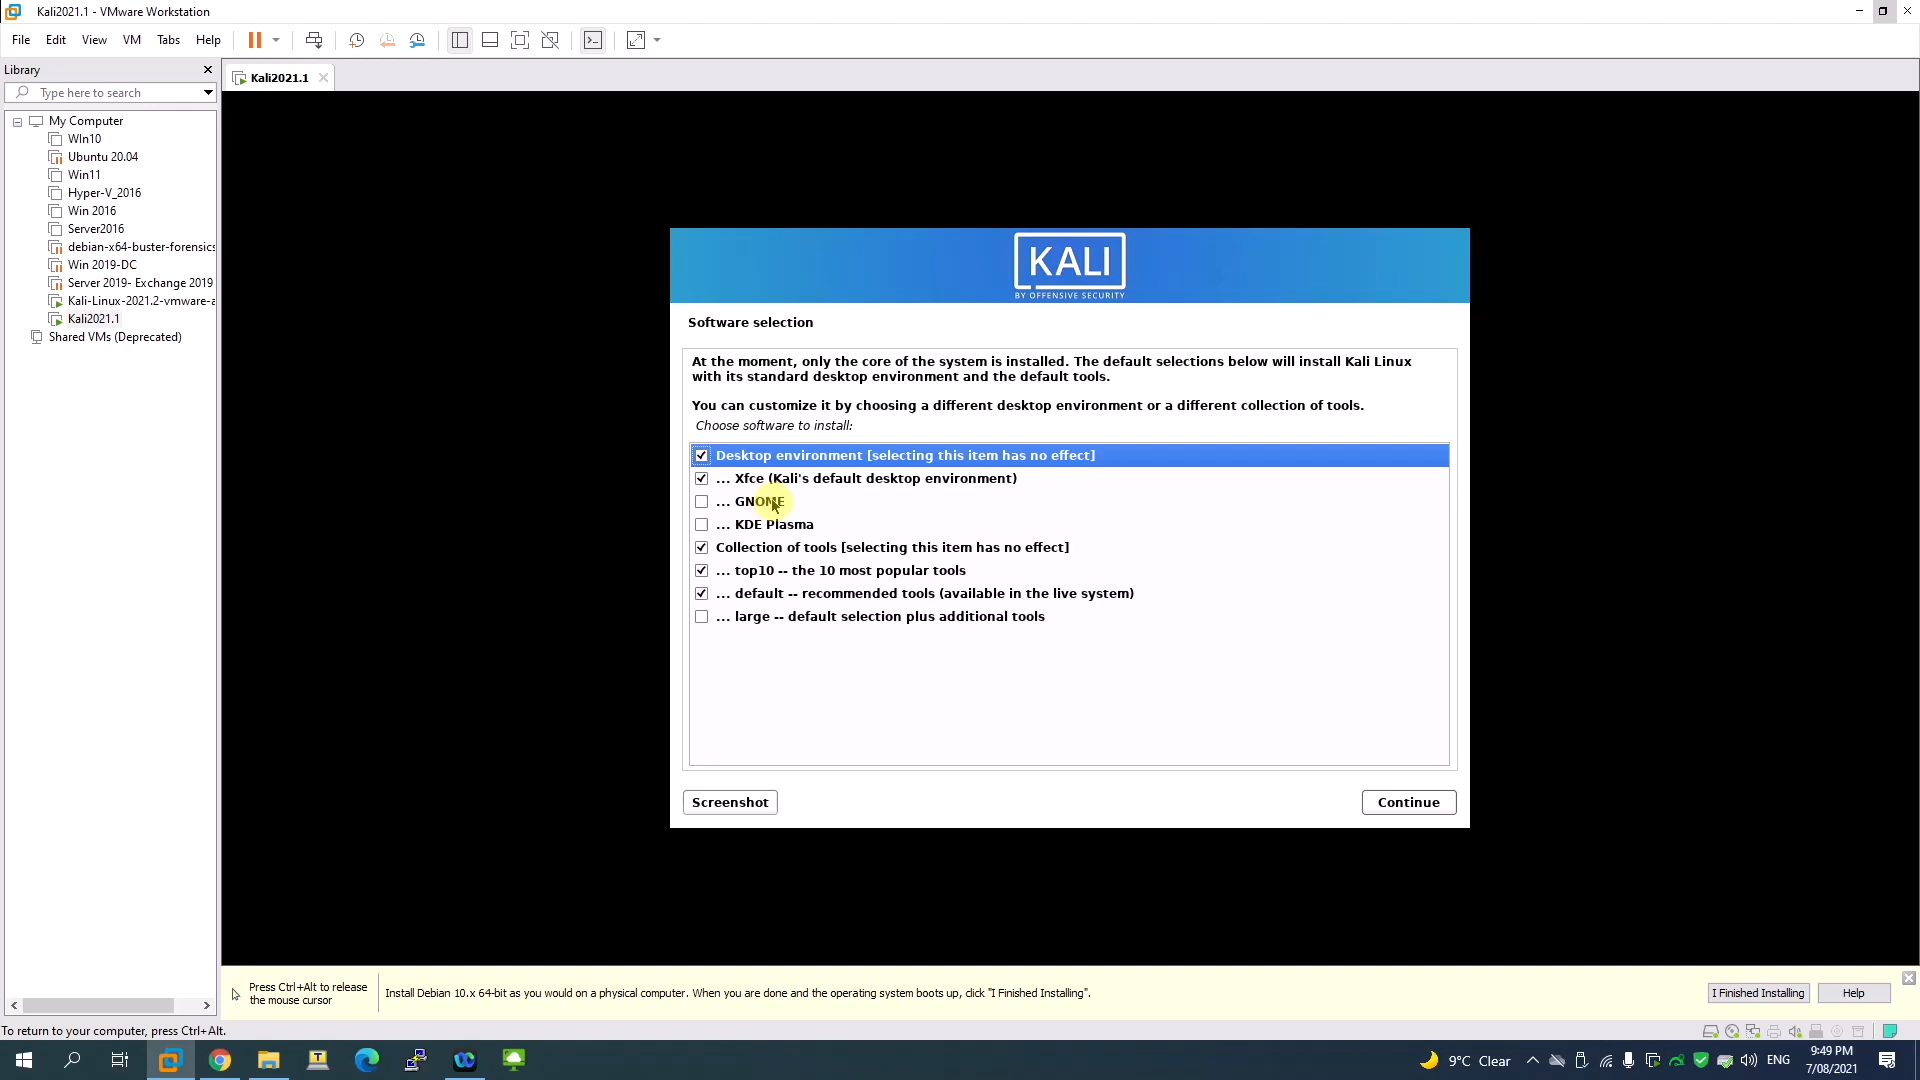 Kali2021.1 - VMware Workstation
File Edit View VM Tabs Help
Library
Type here to search
My Computer
WIn10
Ubuntu 20.04
Win11
Hyper-V_2016
Win 2016
Server2016
debian-x64-buster-forensics
Win 2019-DC
Server 2019- Exchange 2019
Kali-Linux-2021.2-vmware-a
Kali2021.1
Shared VMs (Deprecated)
Kali2021.1
KALI
BY OFFENSIVE SECURITY
Software selection
At the moment, only the core of the system is installed. The default selections below will install Kali Linux
with its standard desktop environment and the default tools.
You can customize it by choosing a different desktop environment or a different collection of tools.
Choose software to install:
Desktop environment [selecting this item has no effect]
... Xfce (Kali's default desktop environment)
... GNOME
... KDE Plasma
Collection of tools [selecting this item has no effect]
... top10 -- the 10 most popular tools
... default -- recommended tools (available in the live system)
... large -- default selection plus additional tools
Screenshot
Continue
Press Ctrl+Alt to release
the mouse cursor
Install Debian 10.x 64-bit as you would on a physical computer. When you are done and the operating system boots up, click "I Finished Installing".
I Finished Installing
Help
To return to your computer, press Ctrl+Alt.
9°C Clear
ENG
9:49 PM
7/08/2021